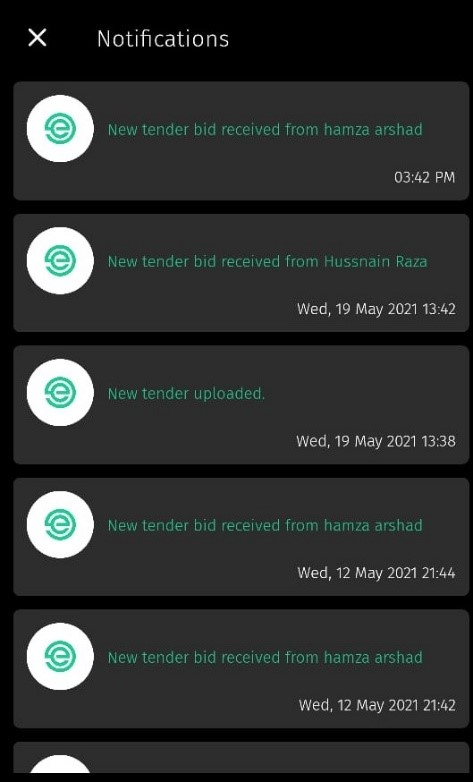 Notifications
New tender bid received from hamza arshad
03:42 PM
New tender bid received from Hussnain Raza
Wed, 19 May 2021 13:42
New tender uploaded.
Wed, 19 May 2021 13:38
New tender bid received from hamza arshad
Wed, 12 May 2021 21:44
New tender bid received from hamza arshad
Wed, 12 May 2021 21:42